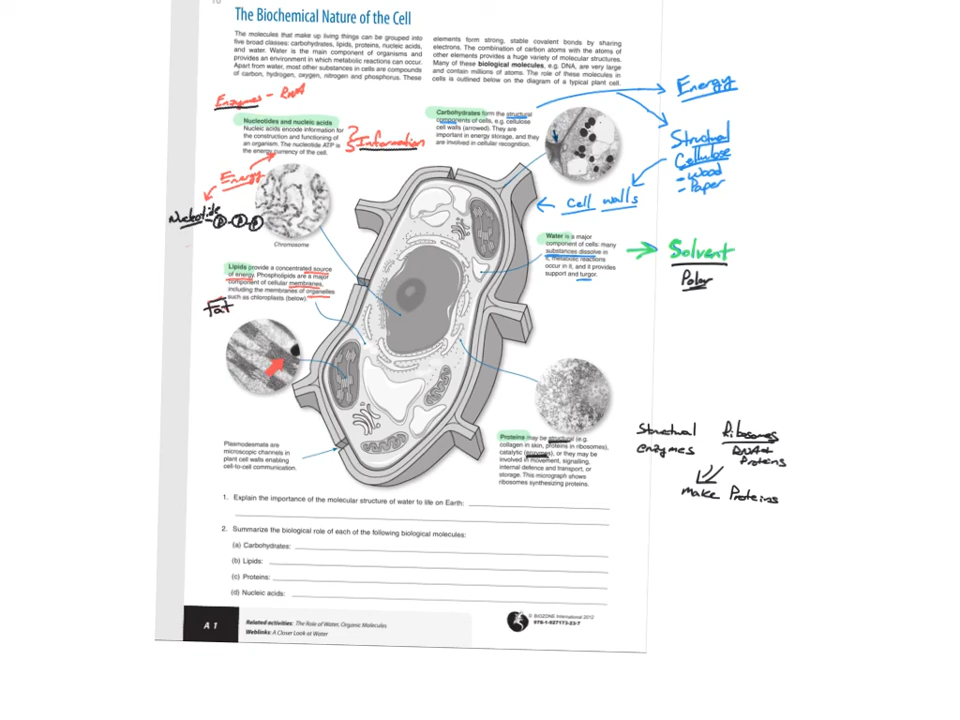 The Biochemical Nature of the Cell
The molecules that make up living things can be grouped into
five broad classes: carbohydrates, lipids, proteins, nucleic acids,
and water. Water is the main component of organisms and
provides an environment in which metabolic reactions can occur.
Apart from water, most other substances in cells are compounds
of carbon, hydrogen, oxygen, nitrogen and phosphorus. These
elements form strong, stable covalent bonds by sharing
electrons. The combination of carbon atoms with the atoms of
other elements provides a huge variety of molecular structures.
Many of these biological molecules, e.g. DNA, are very large
and contain millions of atoms. The role of these molecules in
cells is outlined below on the diagram of a typical plant cell.
Enzymes - RNA
Nucleotides and nucleic acids
Nucleic acids encode information for
the construction and functioning of
an organism. The nucleotide ATP is
the energy currency of the cell.
Information
Energy
Nucleotide - P - P - P
Chromosome
Carbohydrates form the structural
components of cells, e.g. cellulose
cell walls (arrowed). They are
important in energy storage, and they
are involved in cellular recognition.
Energy
Structural
Cellulose
- Wood
- Paper
Cell walls
Water is a major
component of cells: many
substances dissolve in
it, metabolic reactions
occur in it, and it provides
support and turgor.
Solvent
Polar
Lipids provide a concentrated source
of energy. Phospholipids are a major
component of cellular membranes,
including the membranes of organelles
such as chloroplasts (below).
Fat
Proteins may be structural (e.g.
collagen in skin, proteins in ribosomes),
catalytic (enzymes), or they may be
involved in movement, signalling,
internal defence and transport, or
storage. This micrograph shows
ribosomes synthesizing proteins.
Structural
enzymes
Ribosomes
RNA +
Proteins
make Proteins
Plasmodesmata are
microscopic channels in
plant cell walls enabling
cell-to-cell communication.
1. Explain the importance of the molecular structure of water to life on Earth:
2. Summarize the biological role of each of the following biological molecules:
(a) Carbohydrates:
(b) Lipids:
(c) Proteins:
(d) Nucleic acids:
A 1
Related activities: The Role of Water, Organic Molecules
Weblinks: A Closer Look at Water
© BIOZONE International 2012